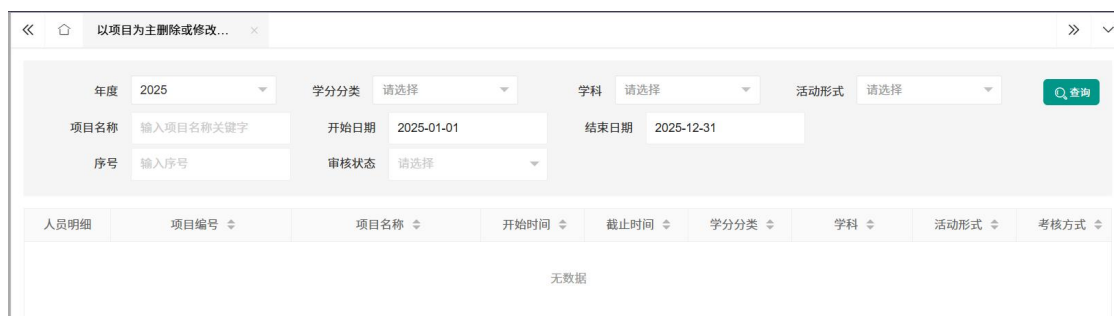 以项目为主删除或修改...
年度 2025 学分分类 请选择 学科 请选择 活动形式 请选择 查询
项目名称 输入项目名称关键字 开始日期 2025-01-01 结束日期 2025-12-31
序号 输入序号 审核状态 请选择
人员明细 项目编号 项目名称 开始时间 截止时间 学分分类 学科 活动形式 考核方式
无数据